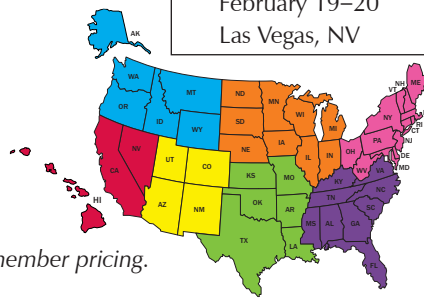 February 19–20
Las Vegas, NV
AK
WA
MT
ND
MN
OR
ID
WY
SD
WI
MI
NE
IA
IL
IN
OH
PA
NY
VT
NH
ME
RI
CT
NJ
DE
MD
WV
VA
NV
CA
UT
CO
KS
MO
KY
NC
TN
SC
AZ
NM
OK
AR
MS
AL
GA
TX
LA
FL
HI
member pricing.